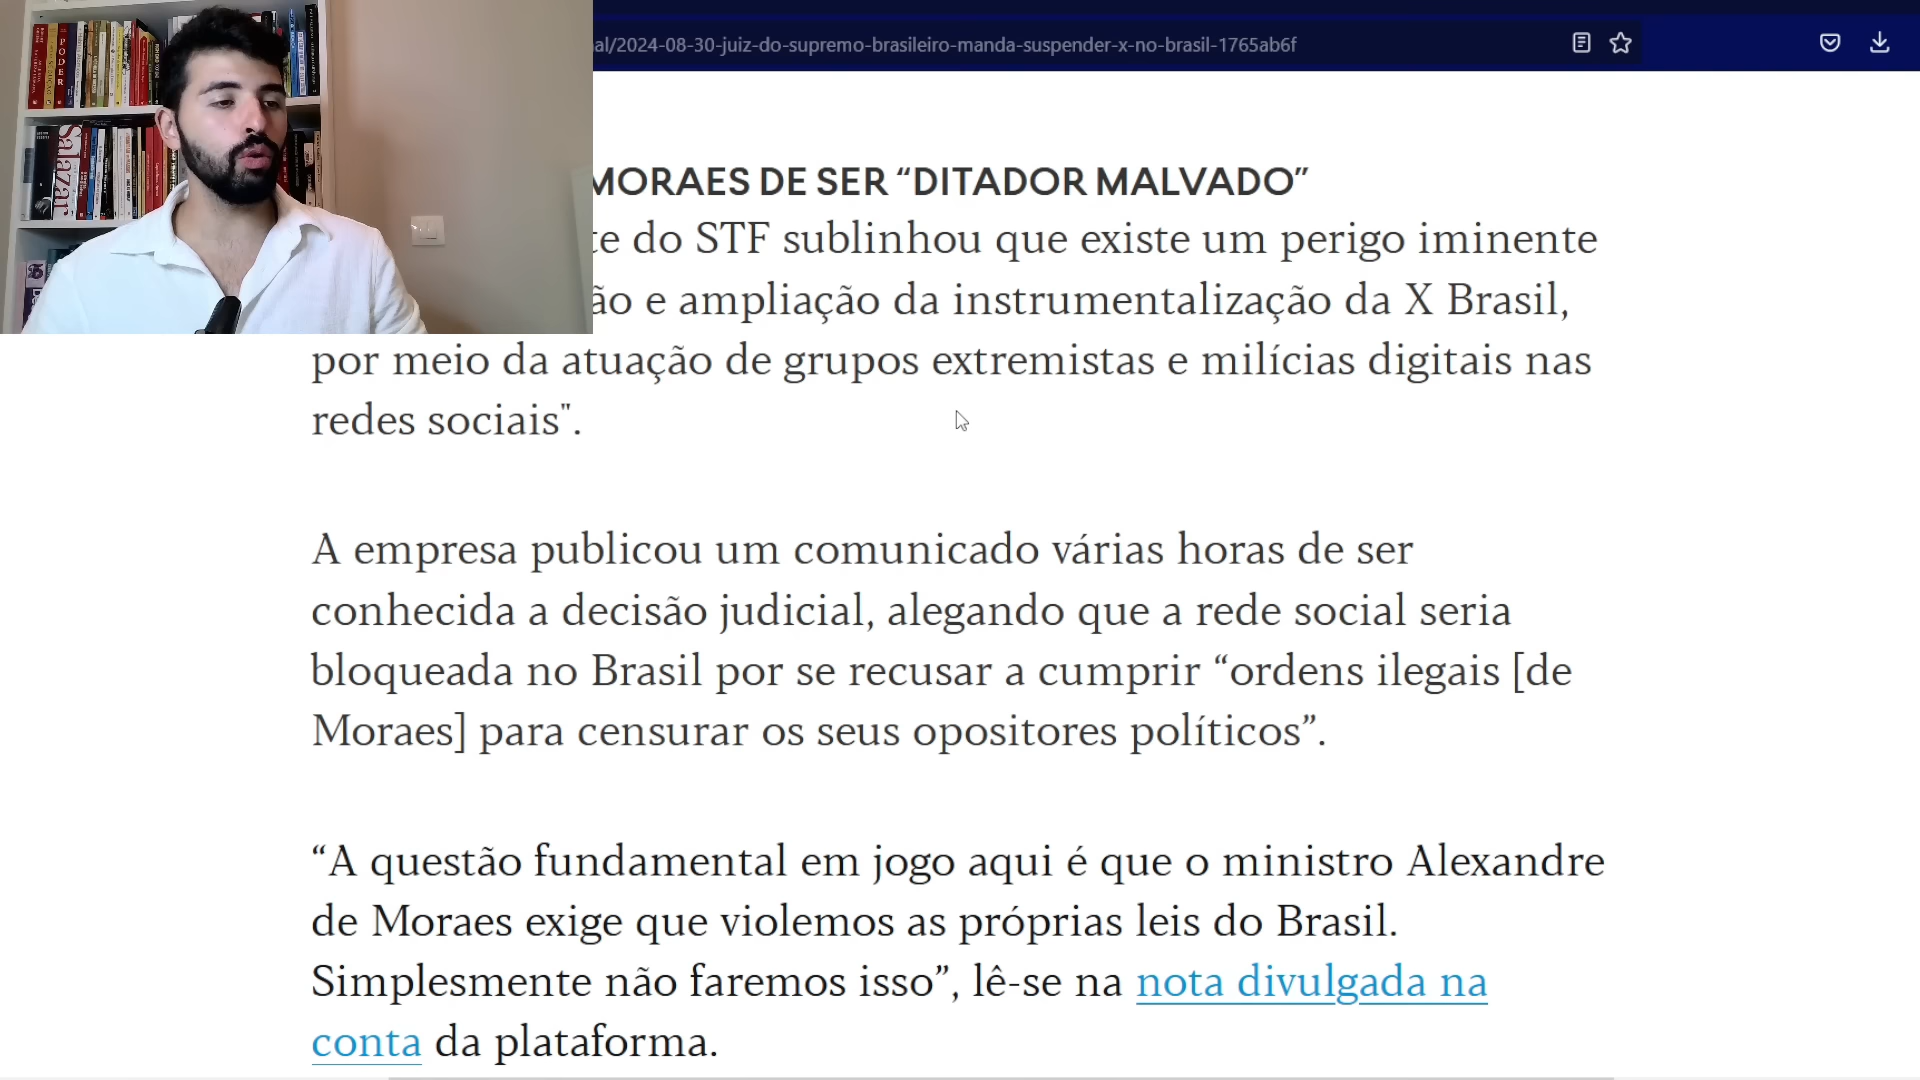 al/2024-08-30-juiz-do-supremo-brasileiro-manda-suspender-x-no-brasil-1765ab6f
PODER
Salazar
MORAES DE SER “DITADOR MALVADO”
te do STF sublinhou que existe um perigo iminente
ão e ampliação da instrumentalização da X Brasil,
por meio da atuação de grupos extremistas e milícias digitais nas
redes sociais".
A empresa publicou um comunicado várias horas de ser
conhecida a decisão judicial, alegando que a rede social seria
bloqueada no Brasil por se recusar a cumprir “ordens ilegais [de
Moraes] para censurar os seus opositores políticos”.
“A questão fundamental em jogo aqui é que o ministro Alexandre
de Moraes exige que violemos as próprias leis do Brasil.
Simplesmente não faremos isso”, lê-se na nota divulgada na
conta da plataforma.